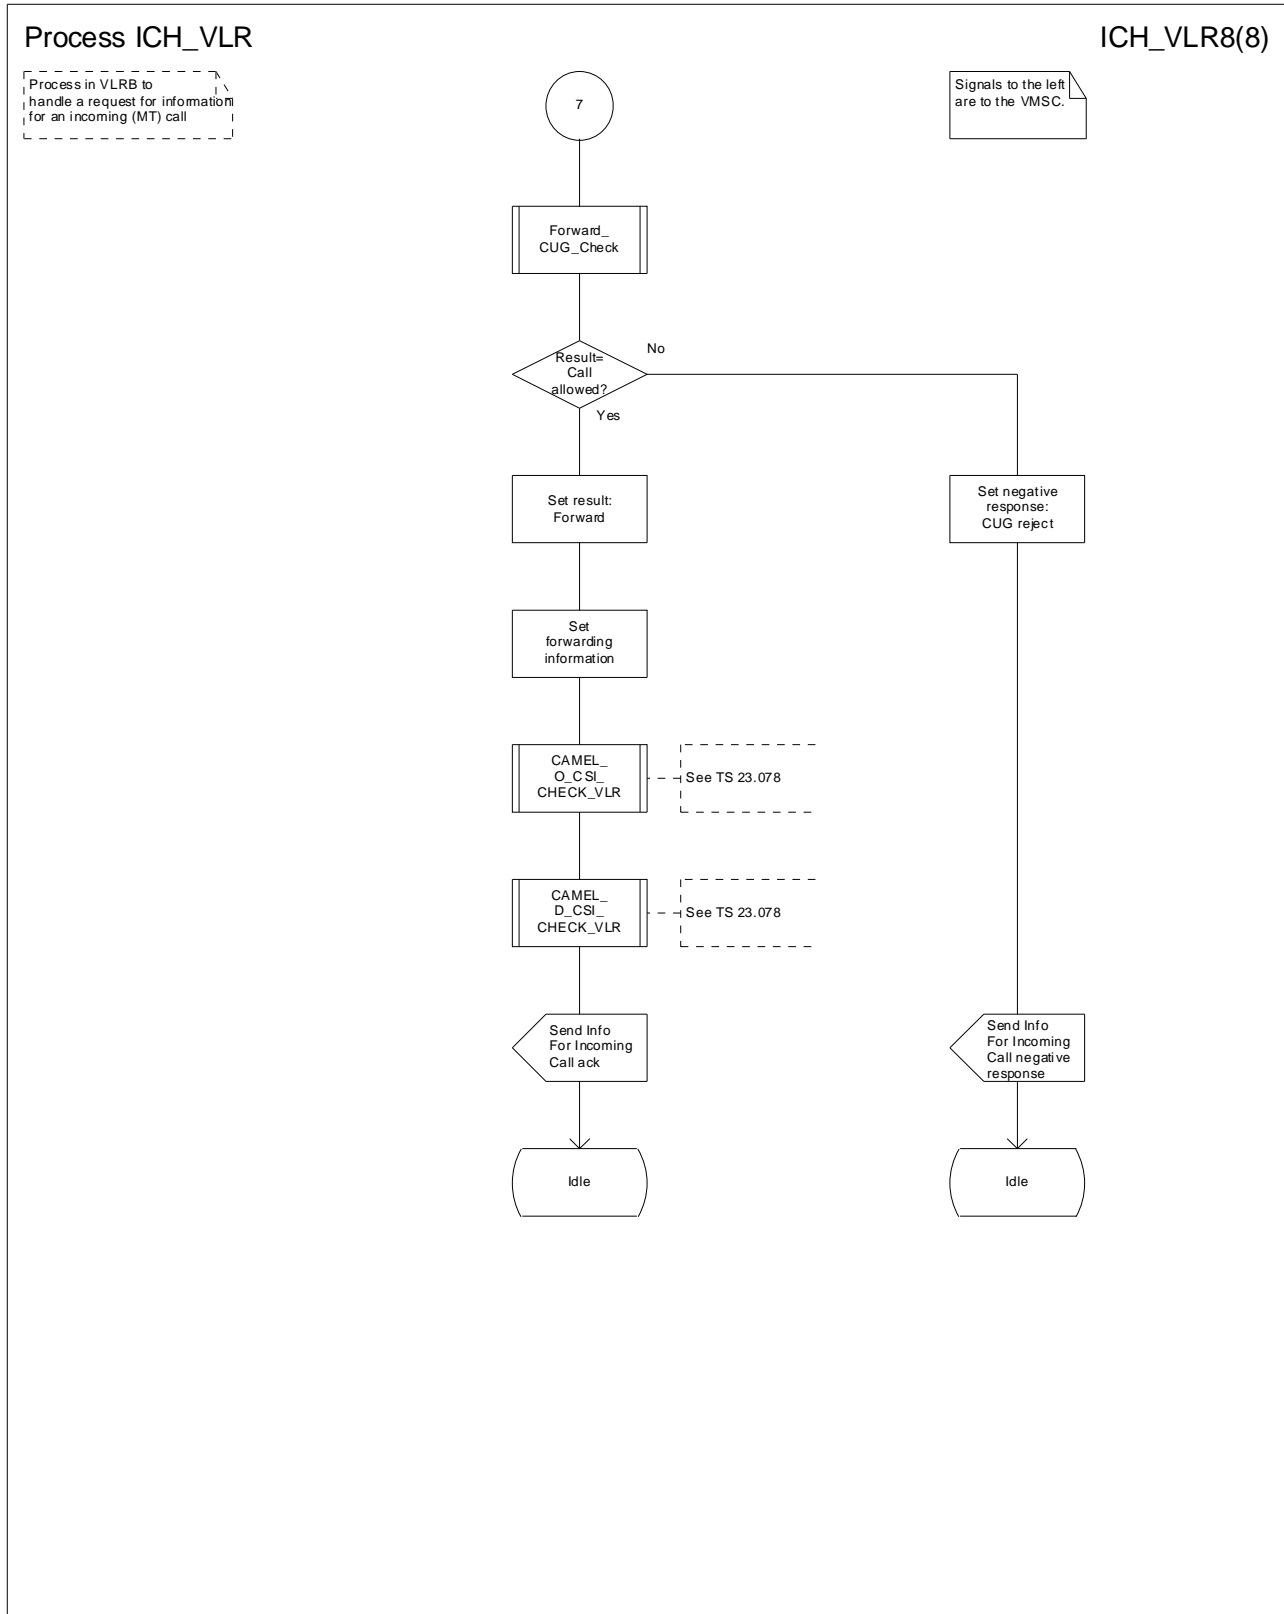 Process ICH_VLR
ICH_VLR8(8)
Process in VLRB to
handle a request for information
for an incoming (MT) call
7
Signals to the left
are to the VMSC.
Forward_
CUG_Check
Result=
Call
allowed?
No
Yes
Set result:
Forward
Set negative
response:
CUG reject
Set
forwarding
information
CAMEL_
O_CSI_
CHECK_VLR
See TS 23.078
CAMEL_
D_CSI_
CHECK_VLR
See TS 23.078
Send Info
For Incoming
Call ack
Send Info
For Incoming
Call negative
response
Idle
Idle